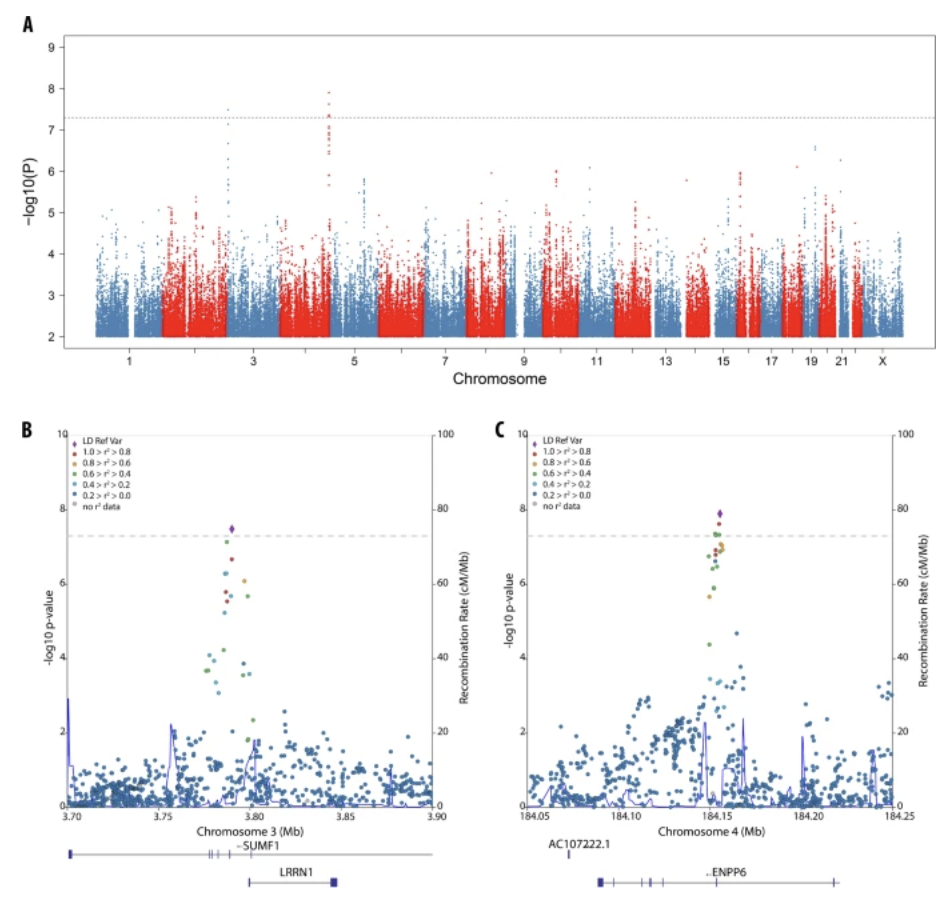 A
9
8
7
6
5
4
3
2
−log10(P)
1 3 5 7 9 11 13 15 17 19 21 X
Chromosome
B
10
8
6
4
2
0
-log10 p-value
LD Ref Var
1.0 > r² > 0.8
0.8 > r² > 0.6
0.6 > r² > 0.4
0.4 > r² > 0.2
0.2 > r² > 0.0
no r² data
100
80
60
40
20
0
Recombination Rate (cM/Mb)
3.70 3.75 3.80 3.85 3.90
Chromosome 3 (Mb)
←SUMF1
LRRN1
C
10
8
6
4
2
0
-log10 p-value
LD Ref Var
1.0 > r² > 0.8
0.8 > r² > 0.6
0.6 > r² > 0.4
0.4 > r² > 0.2
0.2 > r² > 0.0
no r² data
100
80
60
40
20
0
Recombination Rate (cM/Mb)
184.05 184.10 184.15 184.20 184.25
Chromosome 4 (Mb)
AC107222.1
←ENPP6